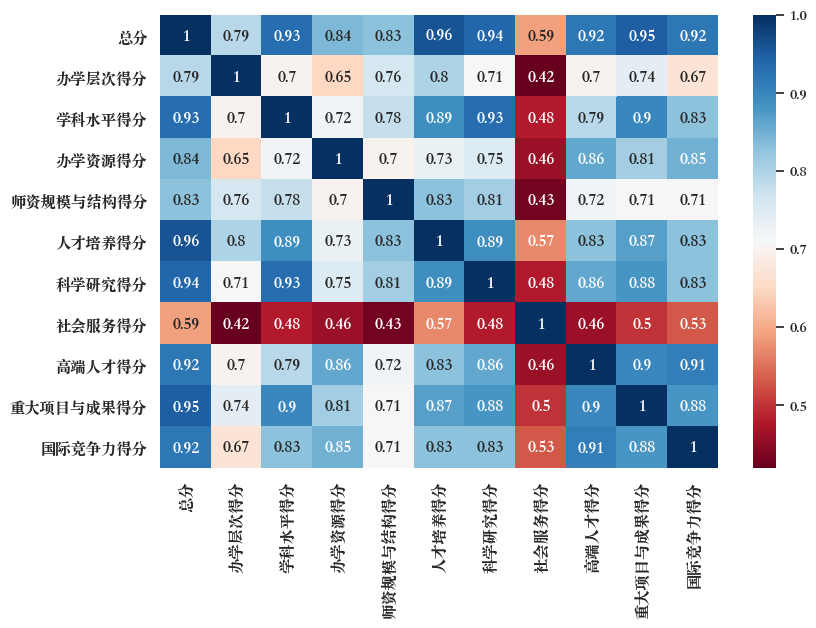 总分 1 0.79 0.93 0.84 0.83 0.96 0.94 0.59 0.92 0.95 0.92
办学层次得分 0.79 1 0.7 0.65 0.76 0.8 0.71 0.42 0.7 0.74 0.67
学科水平得分 0.93 0.7 1 0.72 0.78 0.89 0.93 0.48 0.79 0.9 0.83
办学资源得分 0.84 0.65 0.72 1 0.7 0.73 0.75 0.46 0.86 0.81 0.85
师资规模与结构得分 0.83 0.76 0.78 0.7 1 0.83 0.81 0.43 0.72 0.71 0.71
人才培养得分 0.96 0.8 0.89 0.73 0.83 1 0.89 0.57 0.83 0.87 0.83
科学研究得分 0.94 0.71 0.93 0.75 0.81 0.89 1 0.48 0.86 0.88 0.83
社会服务得分 0.59 0.42 0.48 0.46 0.43 0.57 0.48 1 0.46 0.5 0.53
高端人才得分 0.92 0.7 0.79 0.86 0.72 0.83 0.86 0.46 1 0.9 0.91
重大项目与成果得分 0.95 0.74 0.9 0.81 0.71 0.87 0.88 0.5 0.9 1 0.88
国际竞争力得分 0.92 0.67 0.83 0.85 0.71 0.83 0.83 0.53 0.91 0.88 1
总分
办学层次得分
学科水平得分
办学资源得分
师资规模与结构得分
人才培养得分
科学研究得分
社会服务得分
高端人才得分
重大项目与成果得分
国际竞争力得分
1.0
0.9
0.8
0.7
0.6
0.5